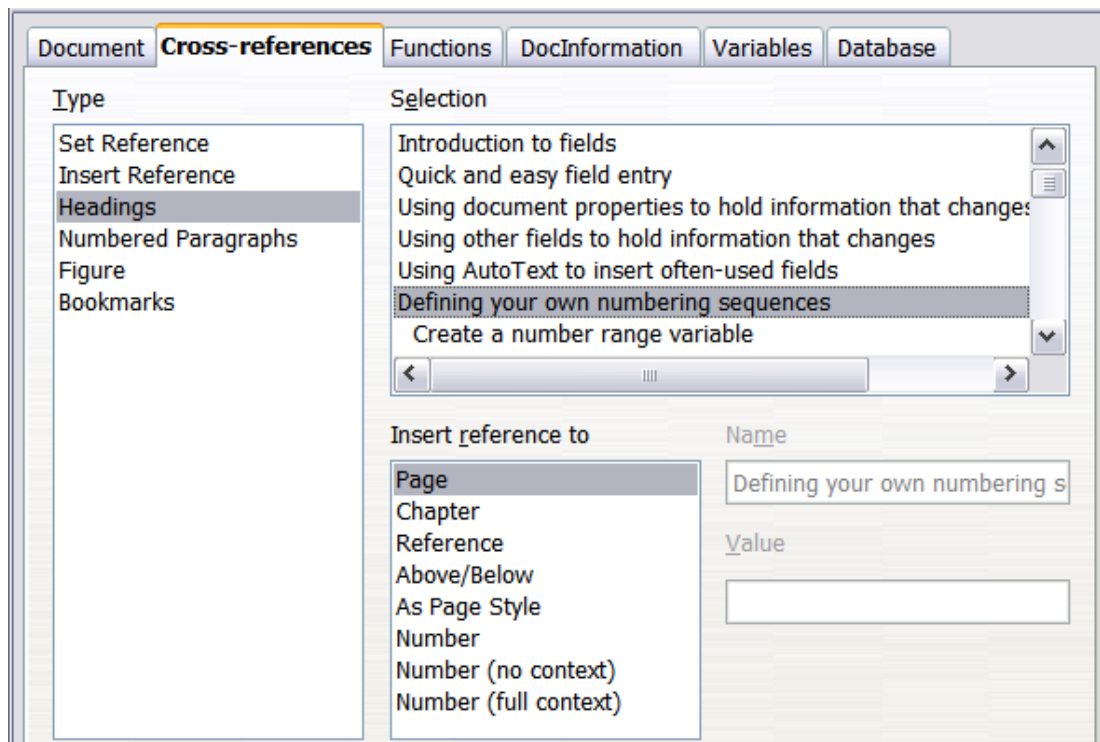 Document Cross-references Functions DocInformation Variables Database
Type
Set Reference
Insert Reference
Headings
Numbered Paragraphs
Figure
Bookmarks
Selection
Introduction to fields
Quick and easy field entry
Using document properties to hold information that changes
Using other fields to hold information that changes
Using AutoText to insert often-used fields
Defining your own numbering sequences
Create a number range variable
Insert reference to
Page
Chapter
Reference
Above/Below
As Page Style
Number
Number (no context)
Number (full context)
Name
Defining your own numbering s
Value